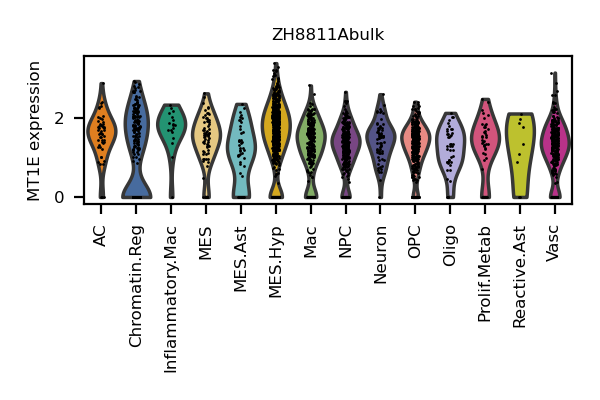 ZH8811Abulk
MT1E expression
2
0
AC
Chromatin.Reg
Inflammatory.Mac
MES
MES.Ast
MES.Hyp
Mac
NPC
Neuron
OPC
Oligo
Prolif.Metab
Reactive.Ast
Vasc